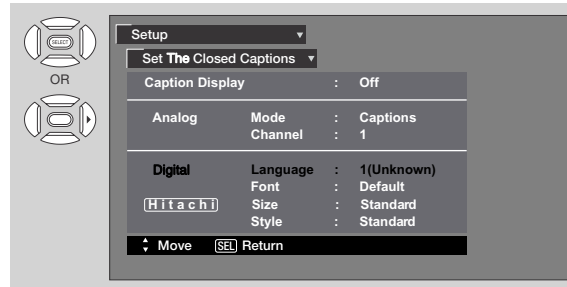 SELECT
OR
Setup
Set The Closed Captions
Caption Display : Off
Analog Mode : Captions
Channel : 1
Digital Language : 1(Unknown)
Font : Default
Hitachi Size : Standard
Style : Standard
Move SEL Return